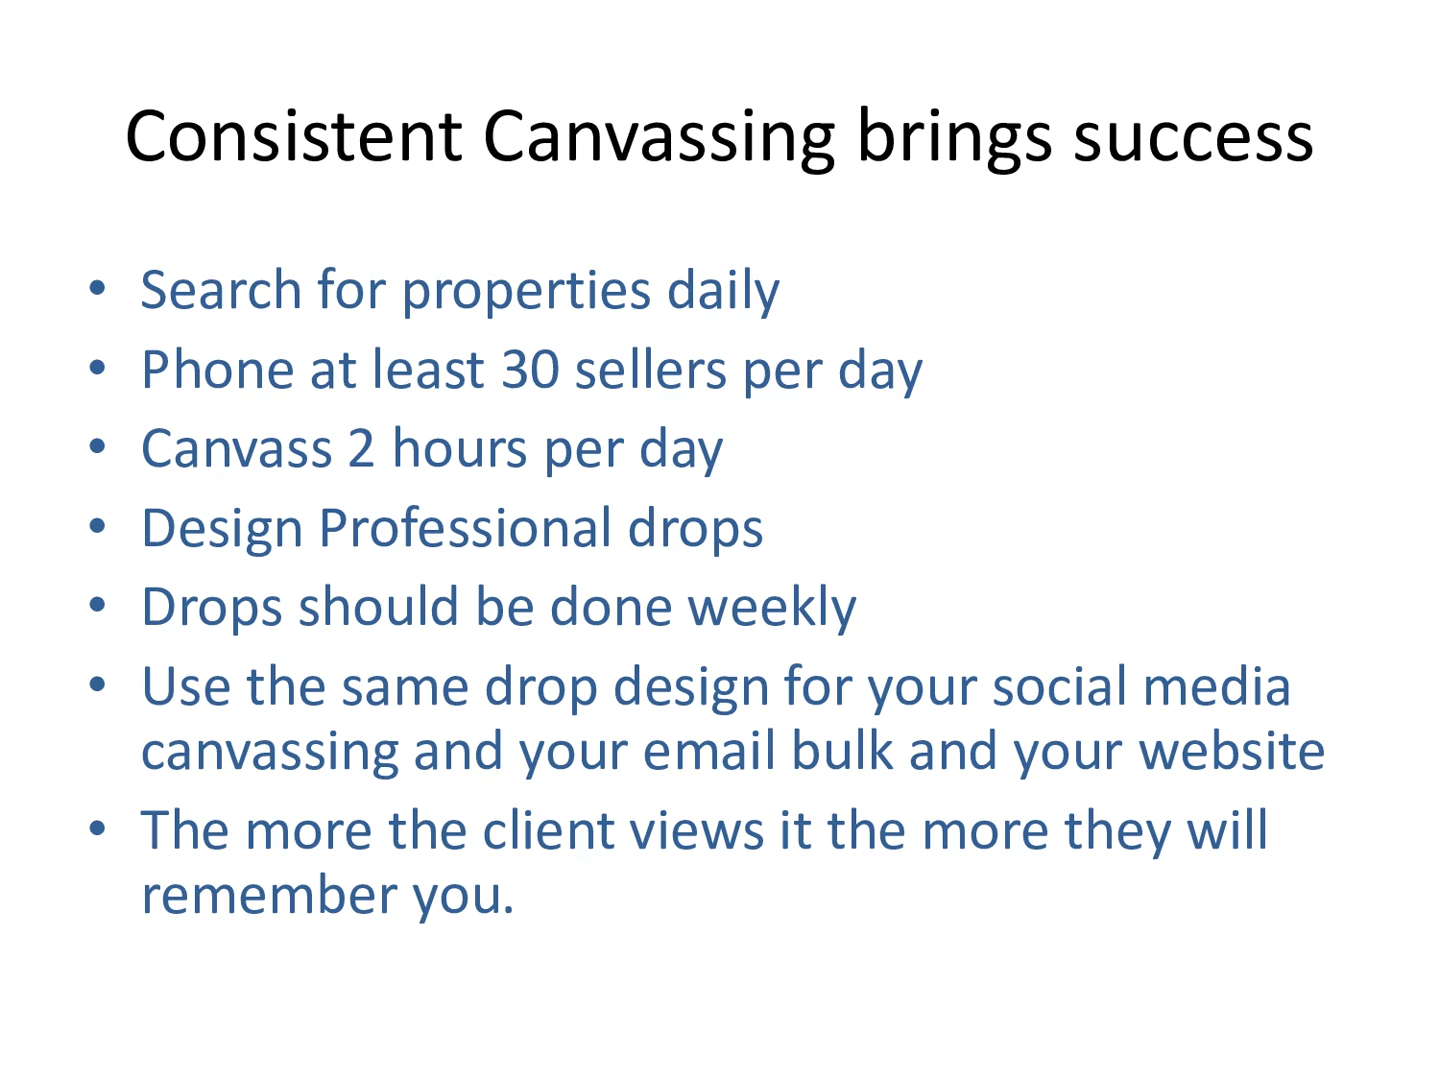 Consistent Canvassing brings success
• Search for properties daily
• Phone at least 30 sellers per day
• Canvass 2 hours per day
• Design Professional drops
• Drops should be done weekly
• Use the same drop design for your social media
canvassing and your email bulk and your website
• The more the client views it the more they will
remember you.